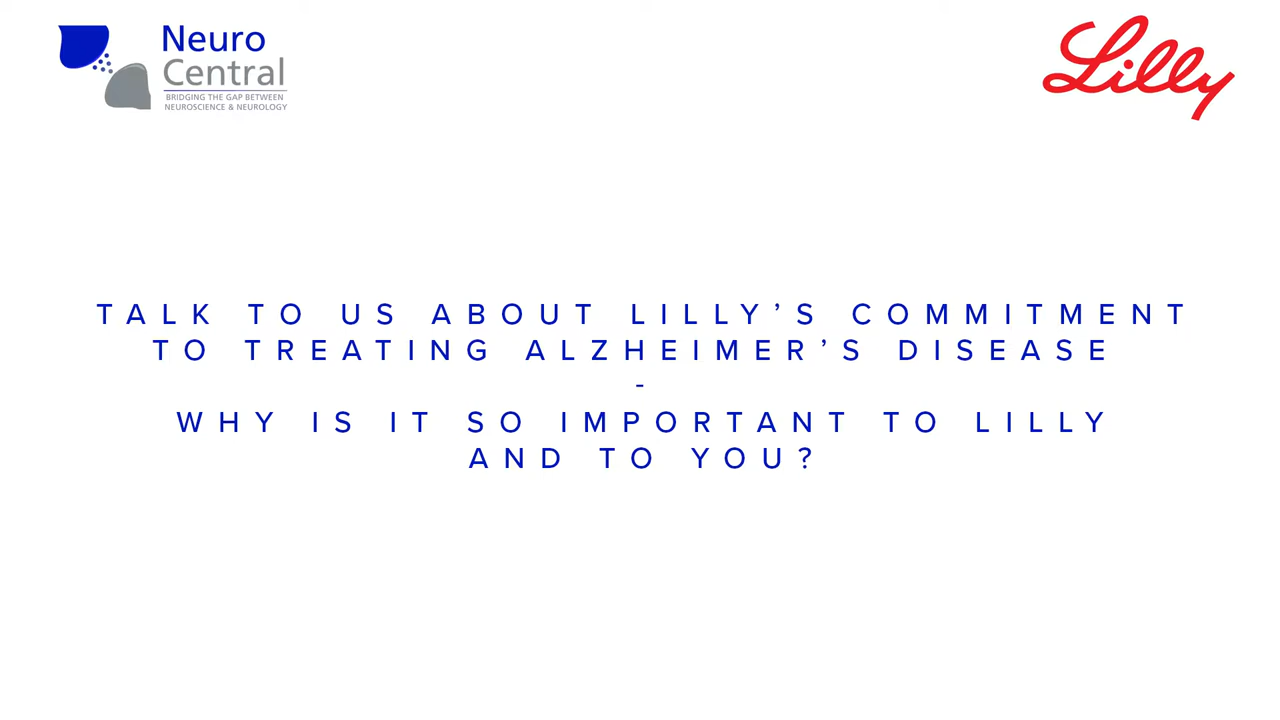 Neuro
Central
BRIDGING THE GAP BETWEEN
NEUROSCIENCE & NEUROLOGY
Lilly
TALK TO US ABOUT LILLY’S COMMITMENT
TO TREATING ALZHEIMER’S DISEASE
-
WHY IS IT SO IMPORTANT TO LILLY
AND TO YOU?